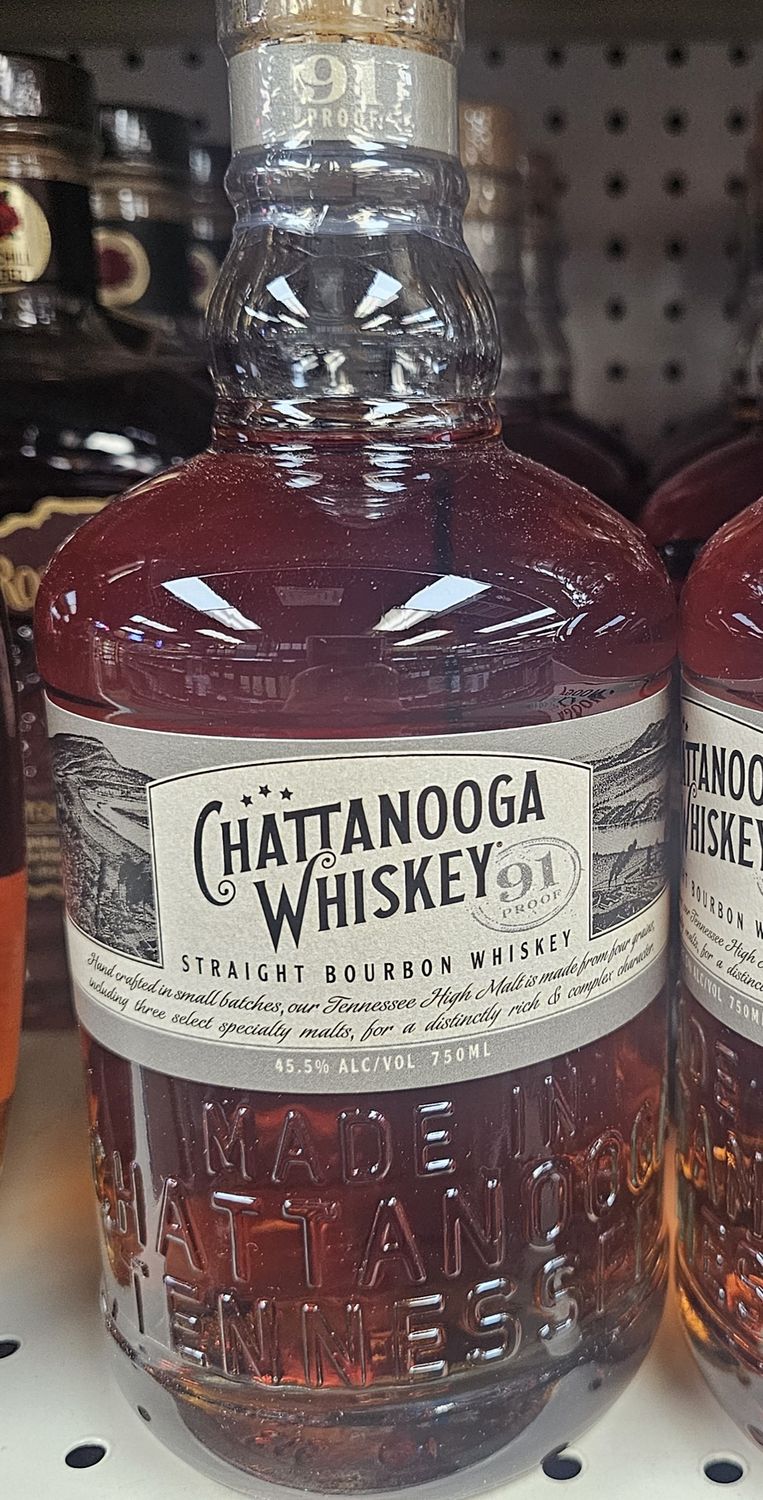 91
PROOF
CHATTANOOGA
WHISKEY
91
PROOF
STRAIGHT BOURBON WHISKEY
Hand crafted in small batches, our Tennessee High Malt is made from four grains,
including three select specialty malts, for a distinctly rich & complex character.
45.5% ALC/VOL 750ML
MADE IN
CHATTANOOGA
TENNESSEE